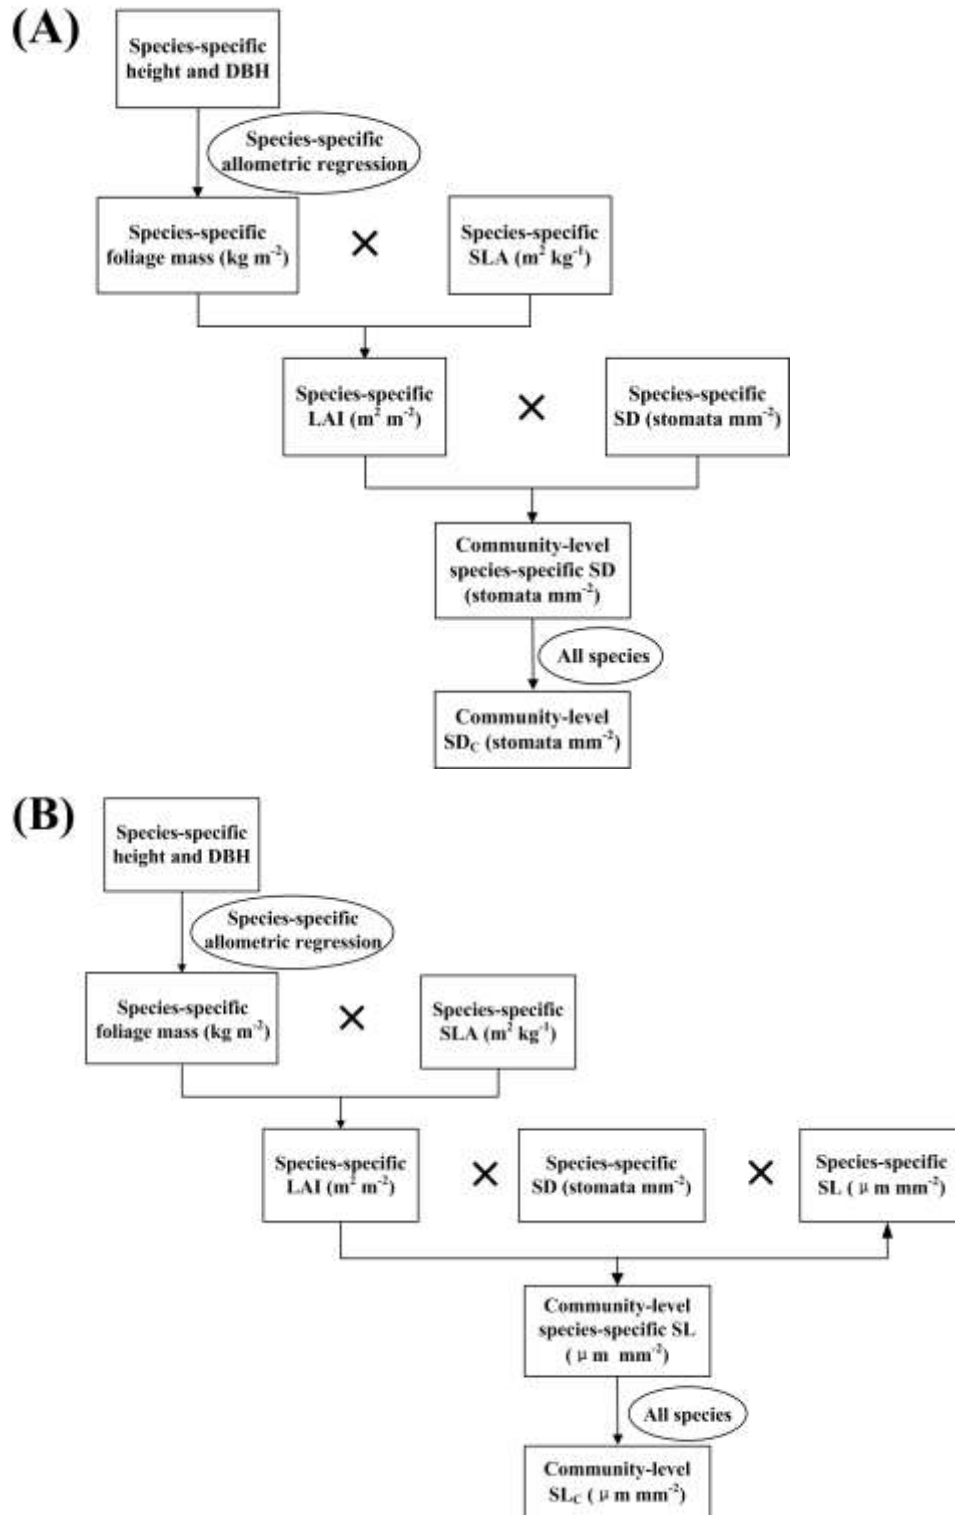 (A)
Species-specific
height and DBH
Species-specific
allometric regression
Species-specific
foliage mass (kg m⁻²)
×
Species-specific
SLA (m² kg⁻¹)
Species-specific
LAI (m² m⁻²)
×
Species-specific
SD (stomata mm⁻²)
Community-level
species-specific SD
(stomata mm⁻²)
All species
Community-level
SD_C (stomata mm⁻²)
(B)
Species-specific
height and DBH
Species-specific
allometric regression
Species-specific
foliage mass (kg m⁻²)
×
Species-specific
SLA (m² kg⁻¹)
Species-specific
LAI (m² m⁻²)
×
Species-specific
SD (stomata mm⁻²)
×
Species-specific
SL (μm mm⁻²)
Community-level
species-specific SL
(μm mm⁻²)
All species
Community-level
SL_C (μm mm⁻²)